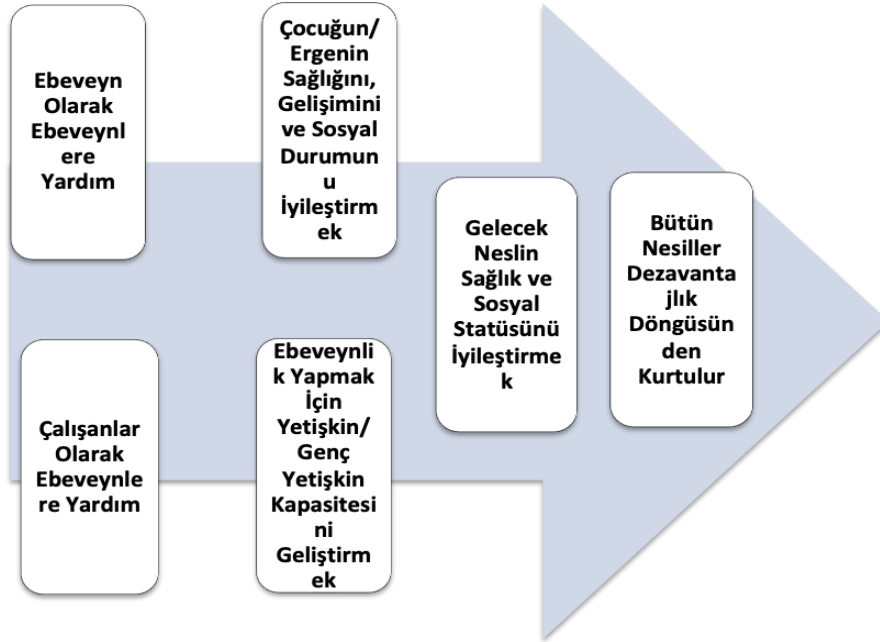 Ebeveyn
Olarak
Ebeveynl
ere
Yardım
Çocuğun/
Ergenin
Sağlığını,
Gelişimini
ve Sosyal
Durumun
u
İyileştirm
ek
Gelecek
Neslin
Sağlık ve
Sosyal
Statüsünü
İyileştirme
k
Bütün
Nesiller
Dezavanta
jlık
Döngüsün
den
Kurtulur
Çalışanlar
Olarak
Ebeveynle
re Yardım
Ebeveynli
k Yapmak
İçin
Yetişkin/
Genç
Yetişkin
Kapasitesi
ni
Geliştirm
ek